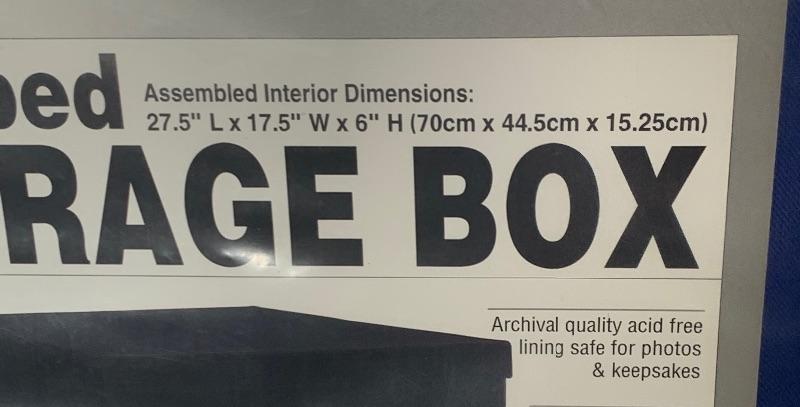 Assembled Interior Dimensions:
27.5" L x 17.5" W x 6" H (70cm x 44.5cm x 15.25cm)
RAGE BOX
Archival quality acid free
lining safe for photos
& keepsakes